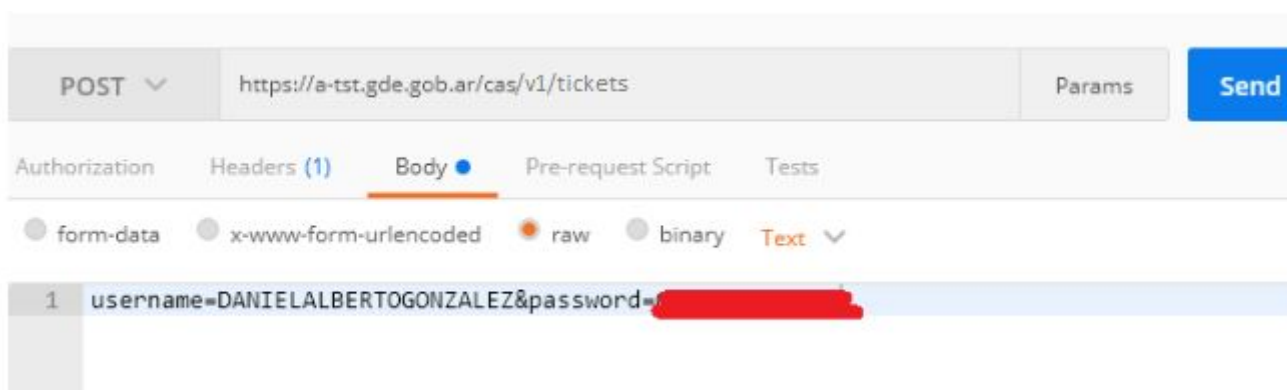 POST https://a-tst.gde.gob.ar/cas/v1/tickets Params Send
Authorization Headers (1) Body Pre-request Script Tests
form-data x-www-form-urlencoded raw binary Text
1 username=DANIELALBERTOGONZALEZ&password=